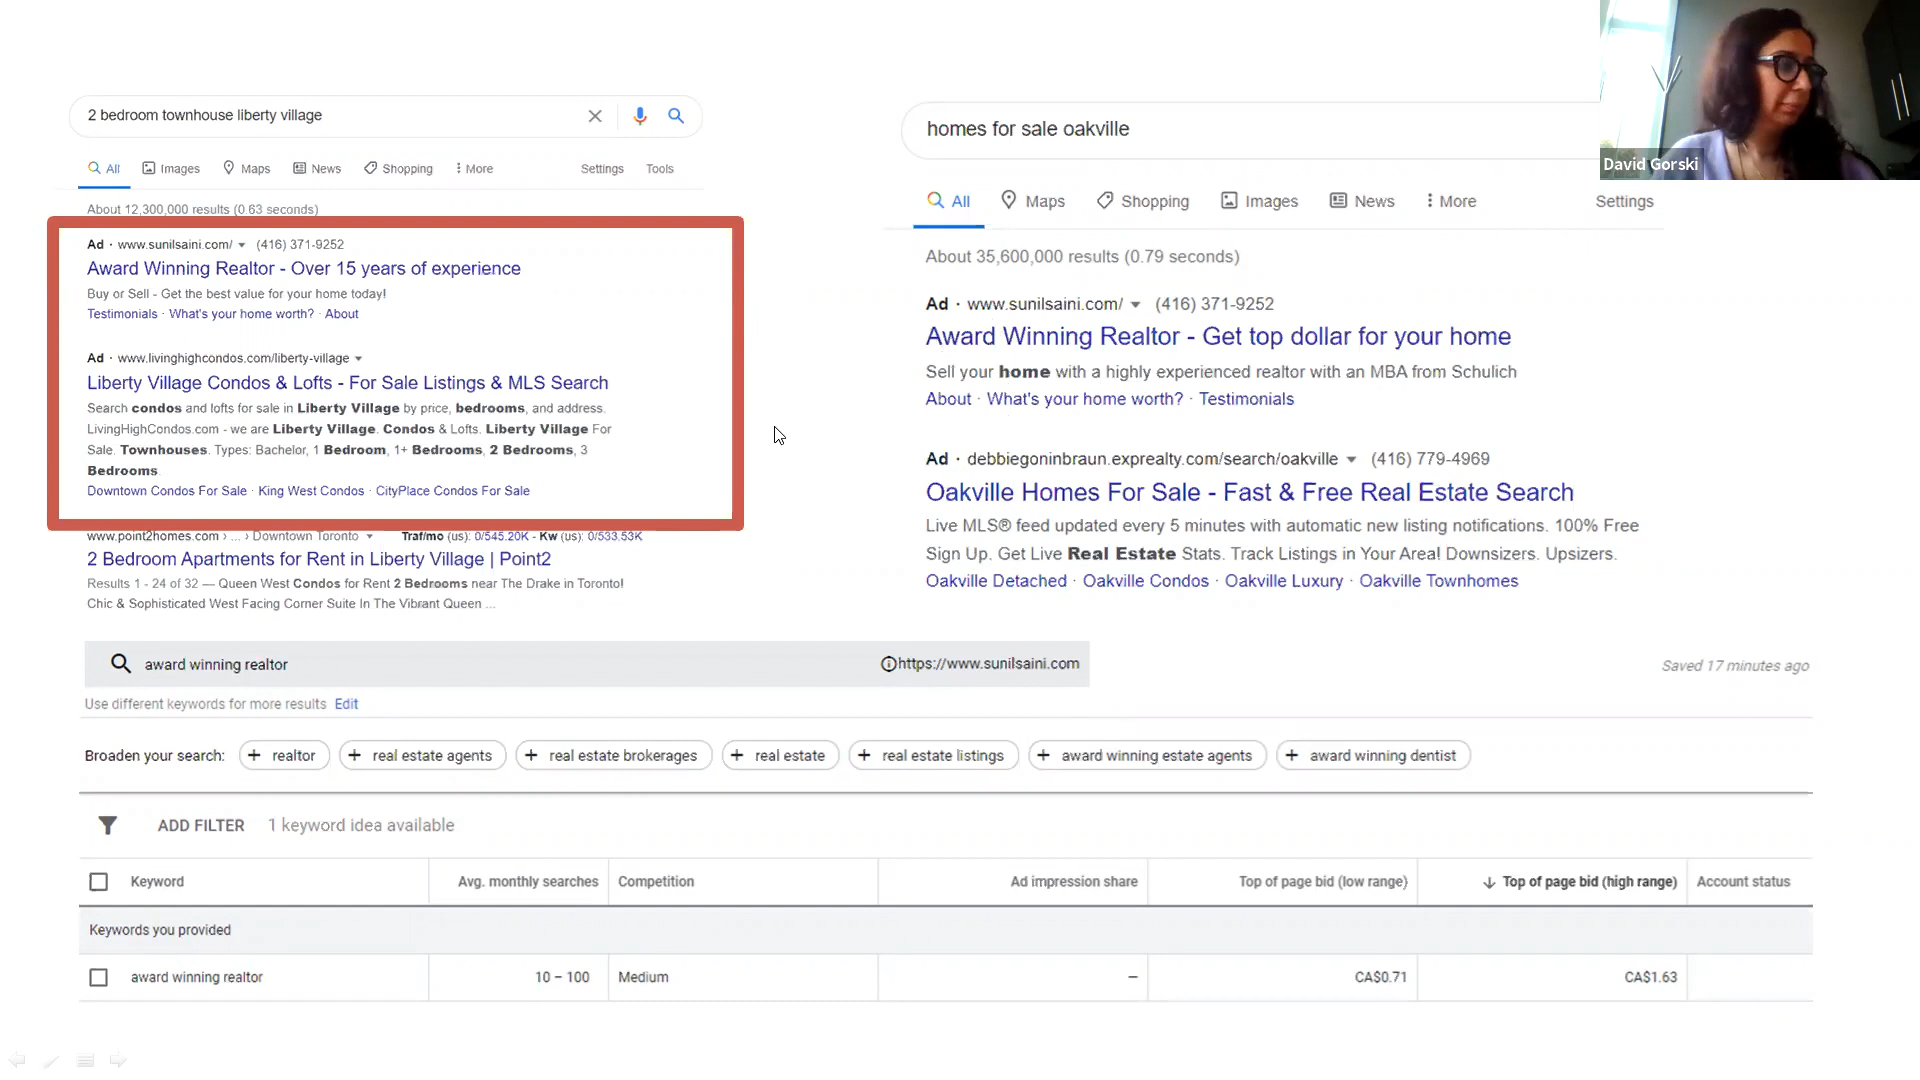 2 bedroom townhouse liberty village
All Images Maps News Shopping More Settings Tools
About 12,300,000 results (0.63 seconds)
Ad · www.sunilsaini.com/ (416) 371-9252
Award Winning Realtor - Over 15 years of experience
Buy or Sell - Get the best value for your home today!
Testimonials · What's your home worth? · About
Ad · www.livinghighcondos.com/liberty-village
Liberty Village Condos & Lofts - For Sale Listings & MLS Search
Search condos and lofts for sale in Liberty Village by price, bedrooms, and address.
LivingHighCondos.com - we are Liberty Village. Condos & Lofts. Liberty Village For
Sale. Townhouses. Types: Bachelor, 1 Bedroom, 1+ Bedrooms, 2 Bedrooms, 3
Bedrooms.
Downtown Condos For Sale · King West Condos · CityPlace Condos For Sale
www.point2homes.com › ... › Downtown Toronto Traf/mo (us): 0/545.20K - Kw (us): 0/533.53K
2 Bedroom Apartments for Rent in Liberty Village | Point2
Results 1 - 24 of 32 — Queen West Condos for Rent 2 Bedrooms near The Drake in Toronto!
Chic & Sophisticated West Facing Corner Suite In The Vibrant Queen ...
homes for sale oakville
All Maps Shopping Images News More Settings
About 35,600,000 results (0.79 seconds)
Ad · www.sunilsaini.com/ (416) 371-9252
Award Winning Realtor - Get top dollar for your home
Sell your home with a highly experienced realtor with an MBA from Schulich
About · What's your home worth? · Testimonials
Ad · debbiegoninbraun.exprealty.com/search/oakville (416) 779-4969
Oakville Homes For Sale - Fast & Free Real Estate Search
Live MLS® feed updated every 5 minutes with automatic new listing notifications. 100% Free
Sign Up. Get Live Real Estate Stats. Track Listings in Your Area! Downsizers. Upsizers.
Oakville Detached · Oakville Condos · Oakville Luxury · Oakville Townhomes
David Gorski
award winning realtor https://www.sunilsaini.com Saved 17 minutes ago
Use different keywords for more results Edit
Broaden your search: + realtor + real estate agents + real estate brokerages + real estate + real estate listings + award winning estate agents + award winning dentist
ADD FILTER 1 keyword idea available
Keyword Avg. monthly searches Competition Ad impression share Top of page bid (low range) Top of page bid (high range) Account status
Keywords you provided
award winning realtor 10 – 100 Medium – CA$0.71 CA$1.63